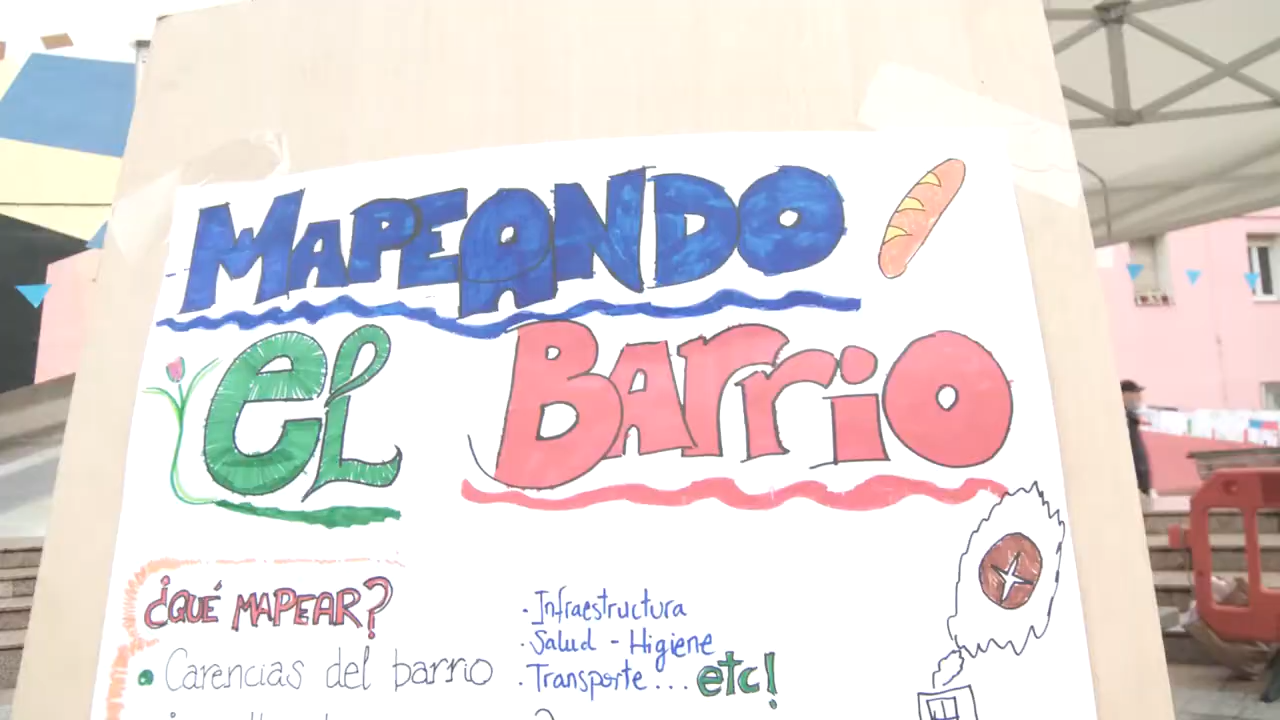 MAPEANDO
EL BArriO
¿QUÉ MAPEAR?
• Carencias del barrio
· Infraestructura
· Salud - Higiene
· Transporte... etc!